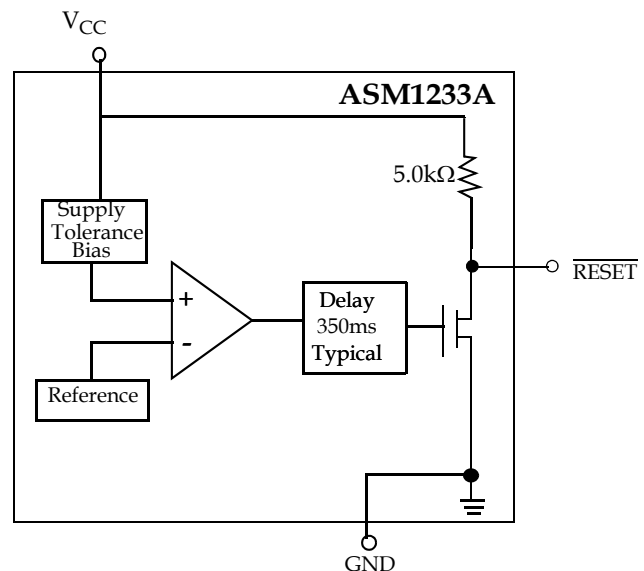 VCC
ASM1233A
5.0kΩ
Supply
Tolerance
Bias
RESET
+
Delay
350ms
Typical
-
Reference
GND